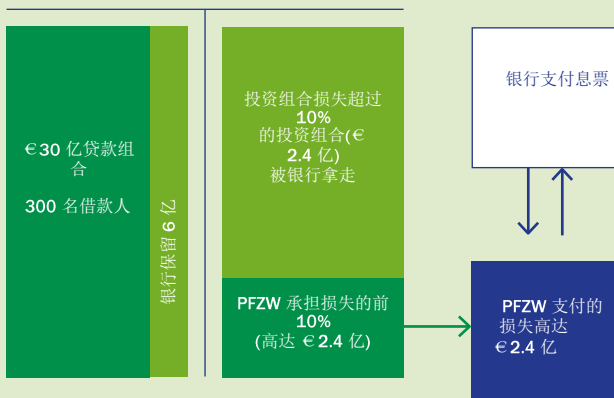 €30 亿贷款组
合
300 名借款人
银行保留 6 亿
投资组合损失超过
10%
的投资组合(€
2.4 亿)
被银行拿走
PFZW 承担损失的前
10%
(高达 €2.4 亿)
银行支付息票
PFZW 支付的
损失高达
€2.4 亿